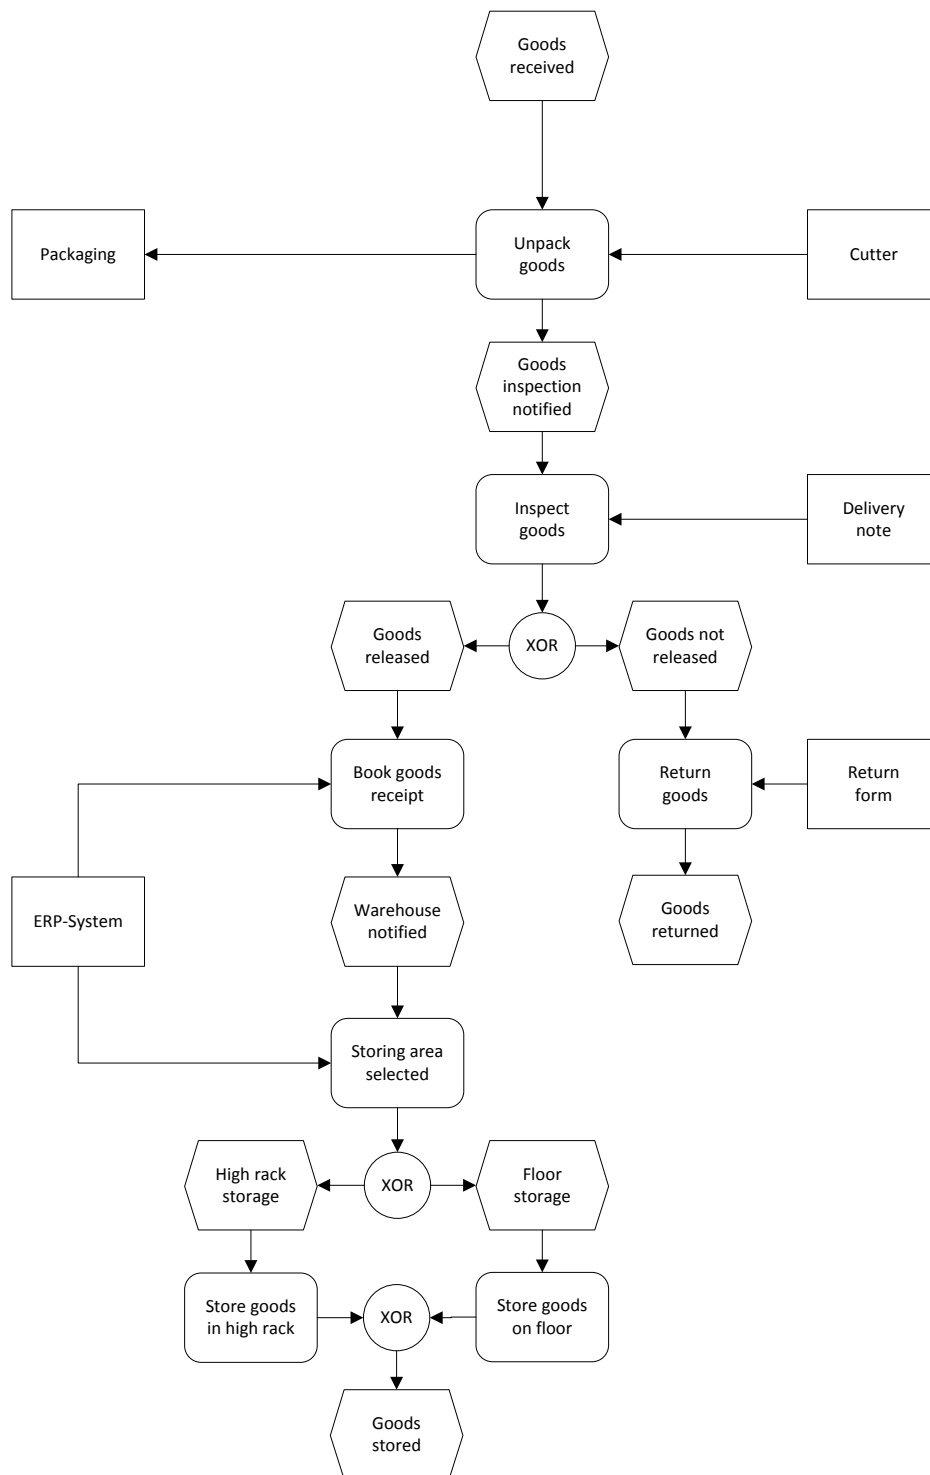 Goods
received
Packaging
Unpack
goods
Cutter
Goods
inspection
notified
Inspect
goods
Delivery
note
Goods
released
XOR
Goods not
released
Book goods
receipt
Return
goods
Return
form
ERP-System
Warehouse
notified
Goods
returned
Storing area
selected
High rack
storage
XOR
Floor
storage
Store goods
in high rack
XOR
Store goods
on floor
Goods
stored